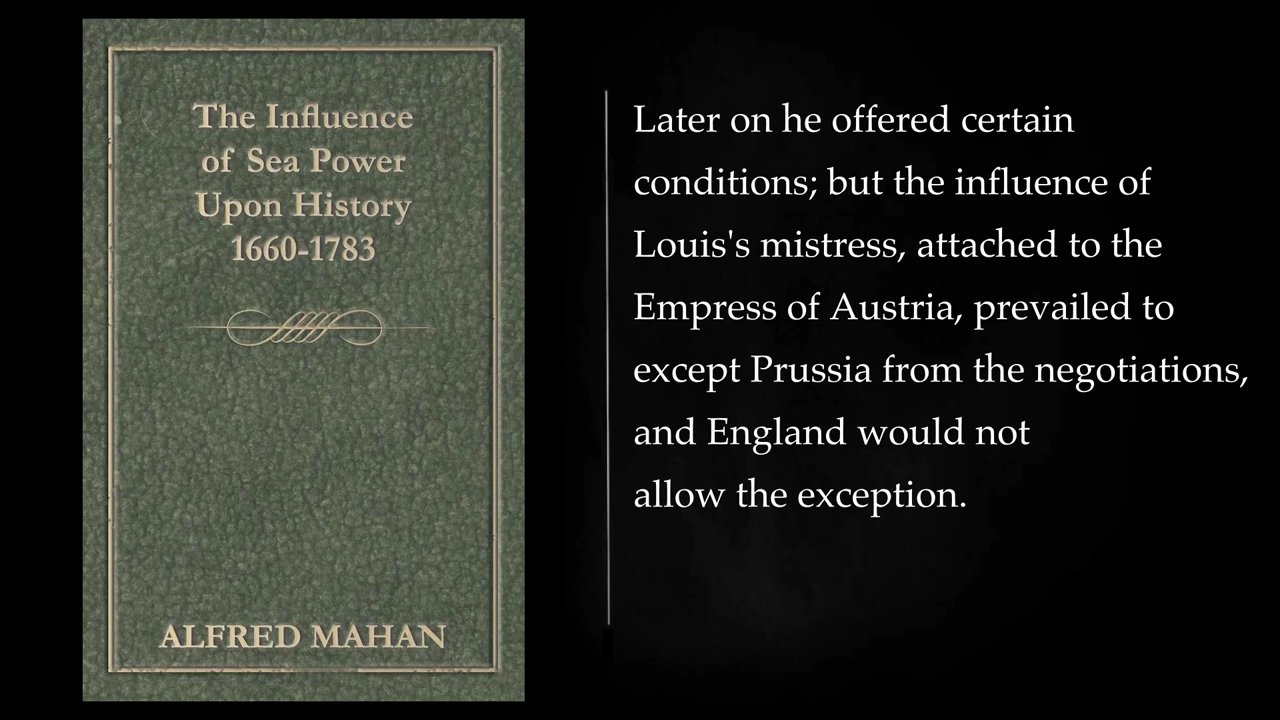 The Influence
of Sea Power
Upon History
1660-1783
ALFRED MAHAN
Later on he offered certain
conditions; but the influence of
Louis's mistress, attached to the
Empress of Austria, prevailed to
except Prussia from the negotiations,
and England would not
allow the exception.